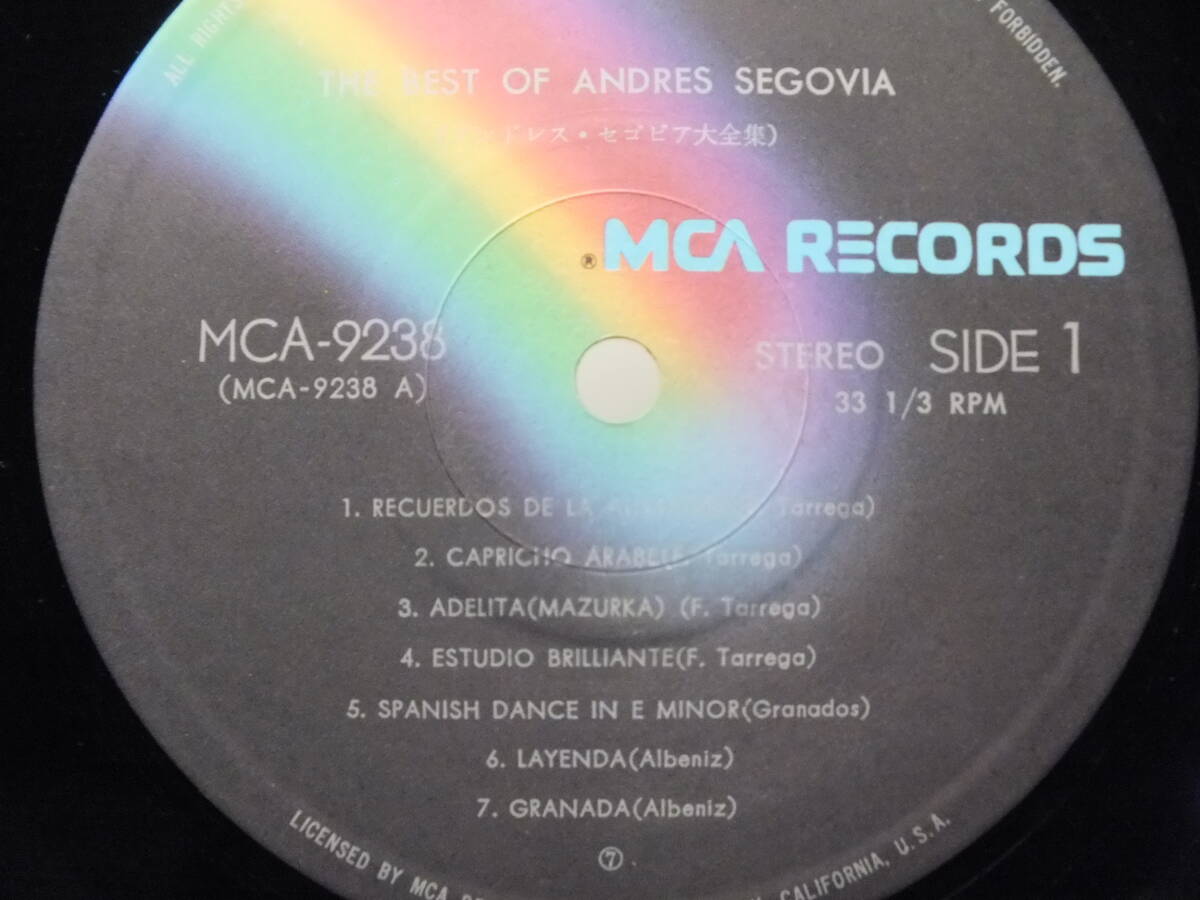 ALL RIGHTS
FORBIDDEN.
THE BEST OF ANDRES SEGOVIA
ドレス・セゴビア大全集)
® MCA RECORDS
MCA-9238
(MCA-9238 A)
STEREO SIDE 1
33 1/3 RPM
1. RECUERDOS DE LA Tarrega)
2. CAPRICHO ARABE(F. Tarrega)
3. ADELITA(MAZURKA) (F. Tarrega)
4. ESTUDIO BRILLIANTE(F. Tarrega)
5. SPANISH DANCE IN E MINOR(Granados)
6. LAYENDA(Albeniz)
7. GRANADA(Albeniz)
⑦
LICENSED BY MCA
CALIFORNIA, U.S.A.